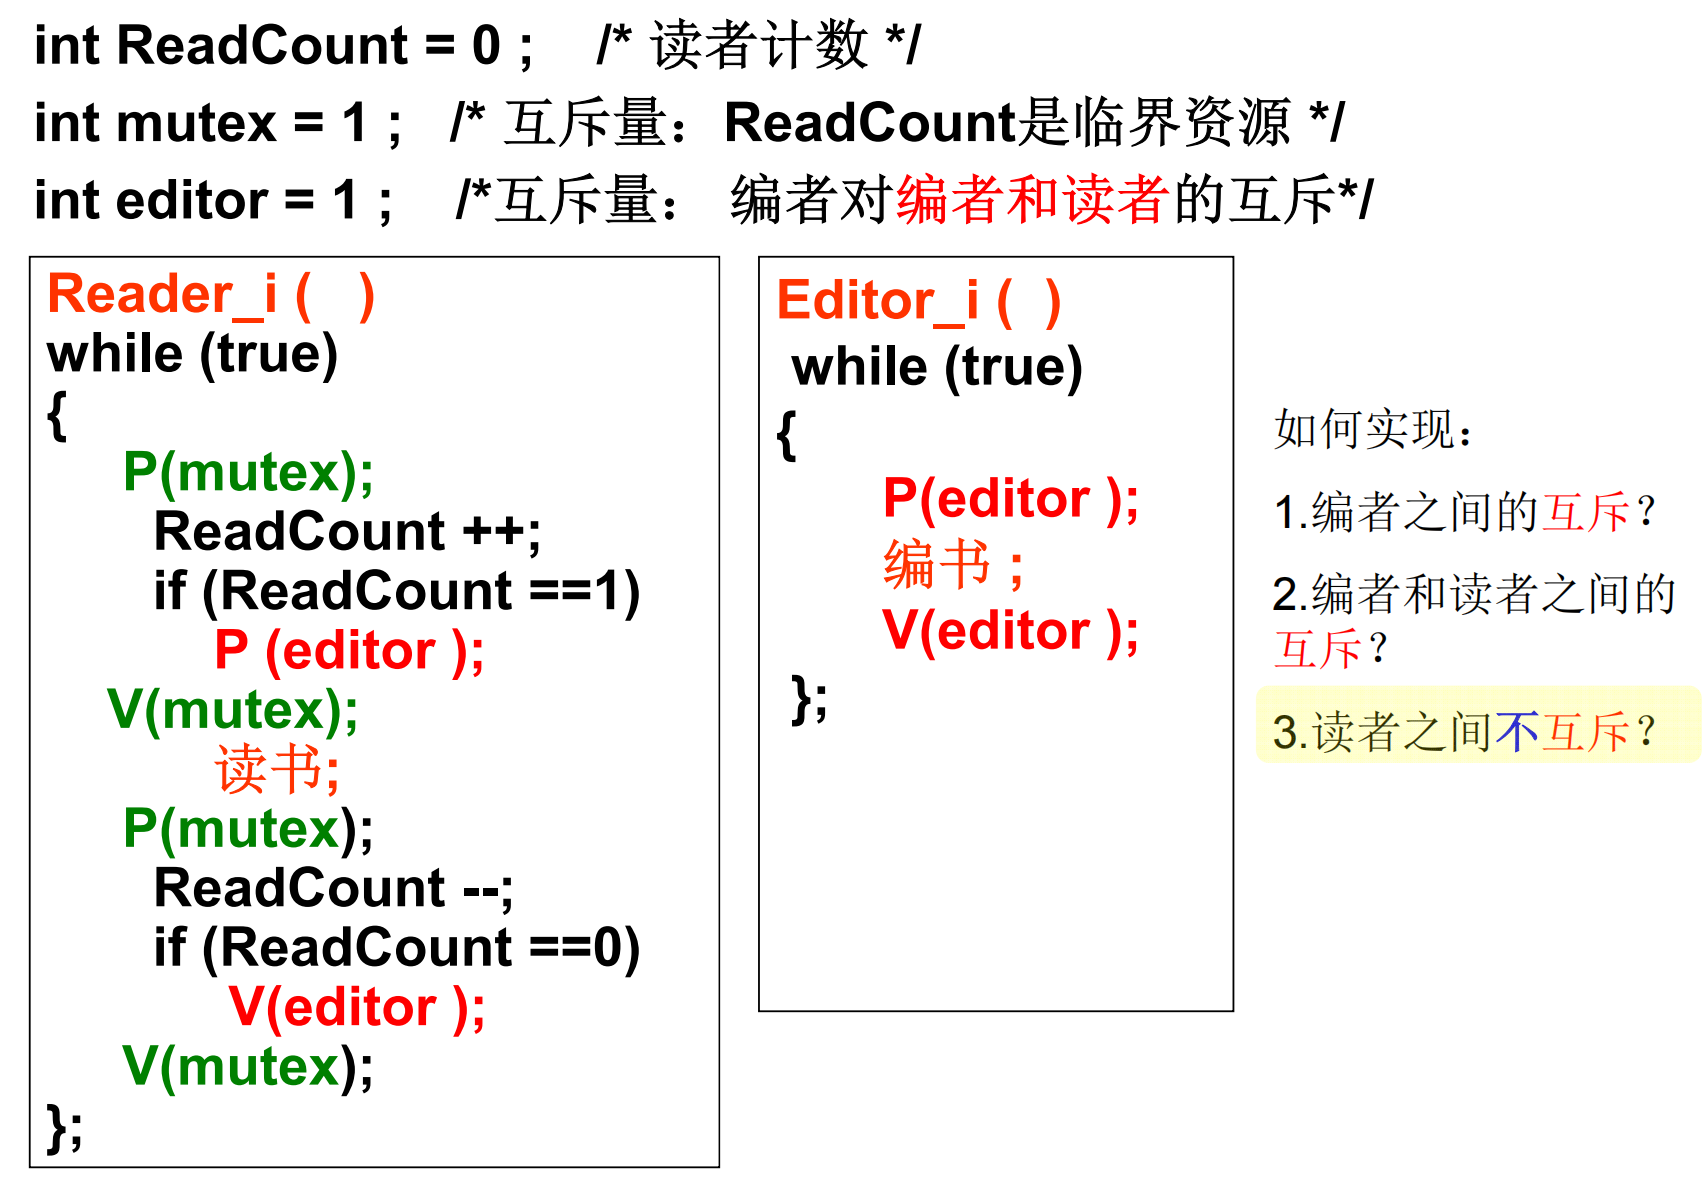 int ReadCount = 0 ; /* 读者计数 */
int mutex = 1 ; /* 互斥量：ReadCount是临界资源 */
int editor = 1 ; /*互斥量： 编者对编者和读者的互斥*/
Reader_i ( )
while (true)
{
P(mutex);
ReadCount ++;
if (ReadCount ==1)
P (editor );
V(mutex);
读书;
P(mutex);
ReadCount --;
if (ReadCount ==0)
V(editor );
V(mutex);
};
Editor_i ( )
while (true)
{
P(editor );
编书 ;
V(editor );
};
如何实现：
1.编者之间的互斥？
2.编者和读者之间的
互斥？
3.读者之间不互斥？